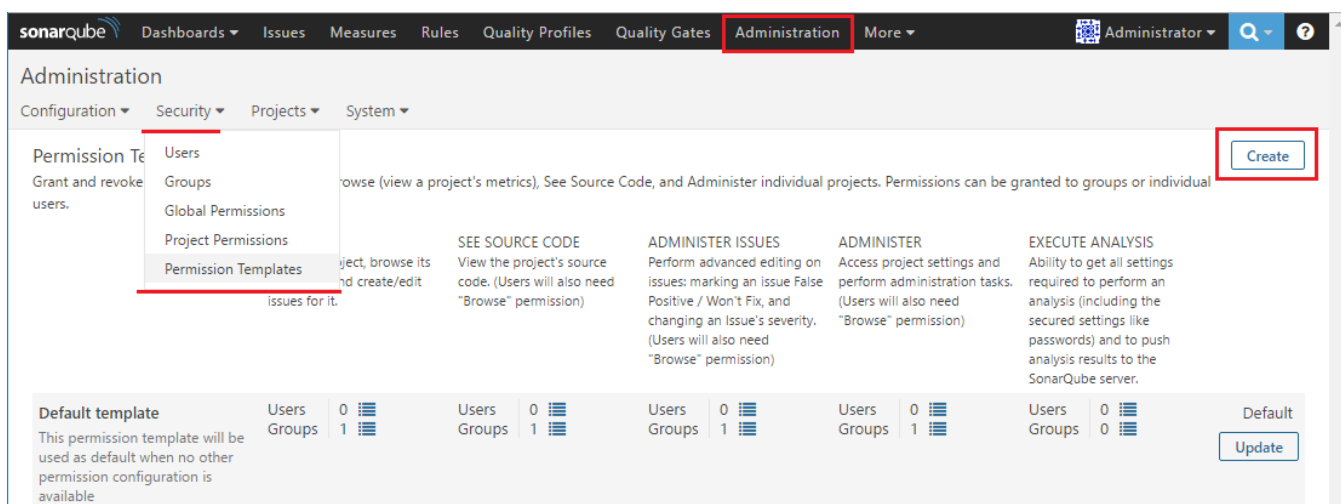 sonarqube Dashboards Issues Measures Rules Quality Profiles Quality Gates Administration More Administrator ?
Administration
Configuration Security Projects System
Permission Te
Create
Grant and revoke
rowse (view a project's metrics), See Source Code, and Administer individual projects. Permissions can be granted to groups or individual
users.
Users
Groups
Global Permissions
Project Permissions
Permission Templates
ject, browse its
nd create/edit
issues for it.
SEE SOURCE CODE
View the project's source
code. (Users will also need
"Browse" permission)
ADMINISTER ISSUES
Perform advanced editing on
issues: marking an issue False
Positive / Won't Fix, and
changing an Issue's severity.
(Users will also need
"Browse" permission)
ADMINISTER
Access project settings and
perform administration tasks.
(Users will also need
"Browse" permission)
EXECUTE ANALYSIS
Ability to get all settings
required to perform an
analysis (including the
secured settings like
passwords) and to push
analysis results to the
SonarQube server.
Default template
This permission template will be
used as default when no other
permission configuration is
available
Users 0
Groups 1
Users 0
Groups 1
Users 0
Groups 1
Users 0
Groups 1
Users 0
Groups 0
Default
Update